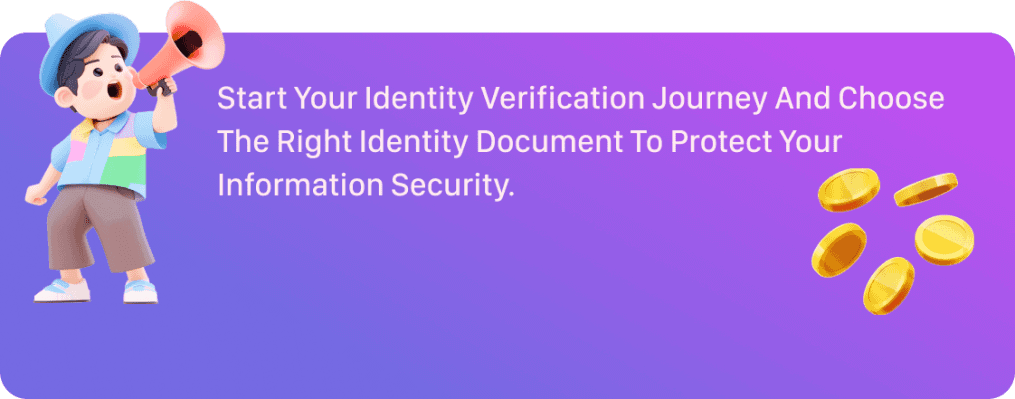 Start Your Identity Verification Journey And Choose
The Right Identity Document To Protect Your
Information Security.